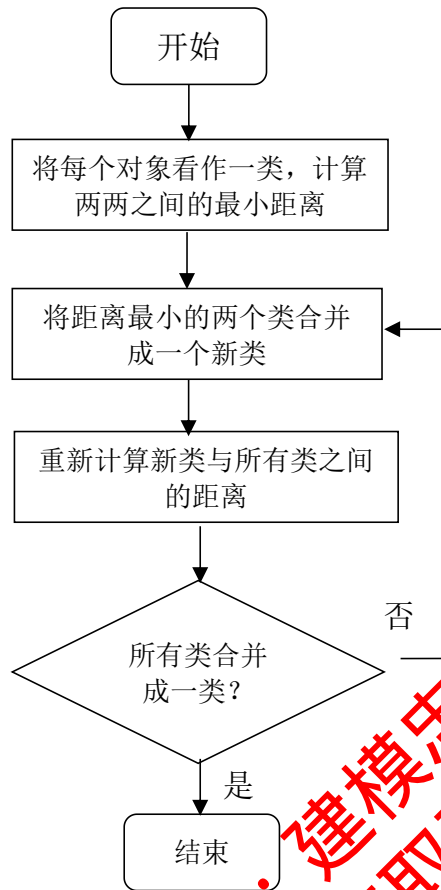 开始
将每个对象看作一类，计算
两两之间的最小距离
将距离最小的两个类合并
成一个新类
重新计算新类与所有类之间
的距离
否
所有类合并
成一类？
是
结束
建模